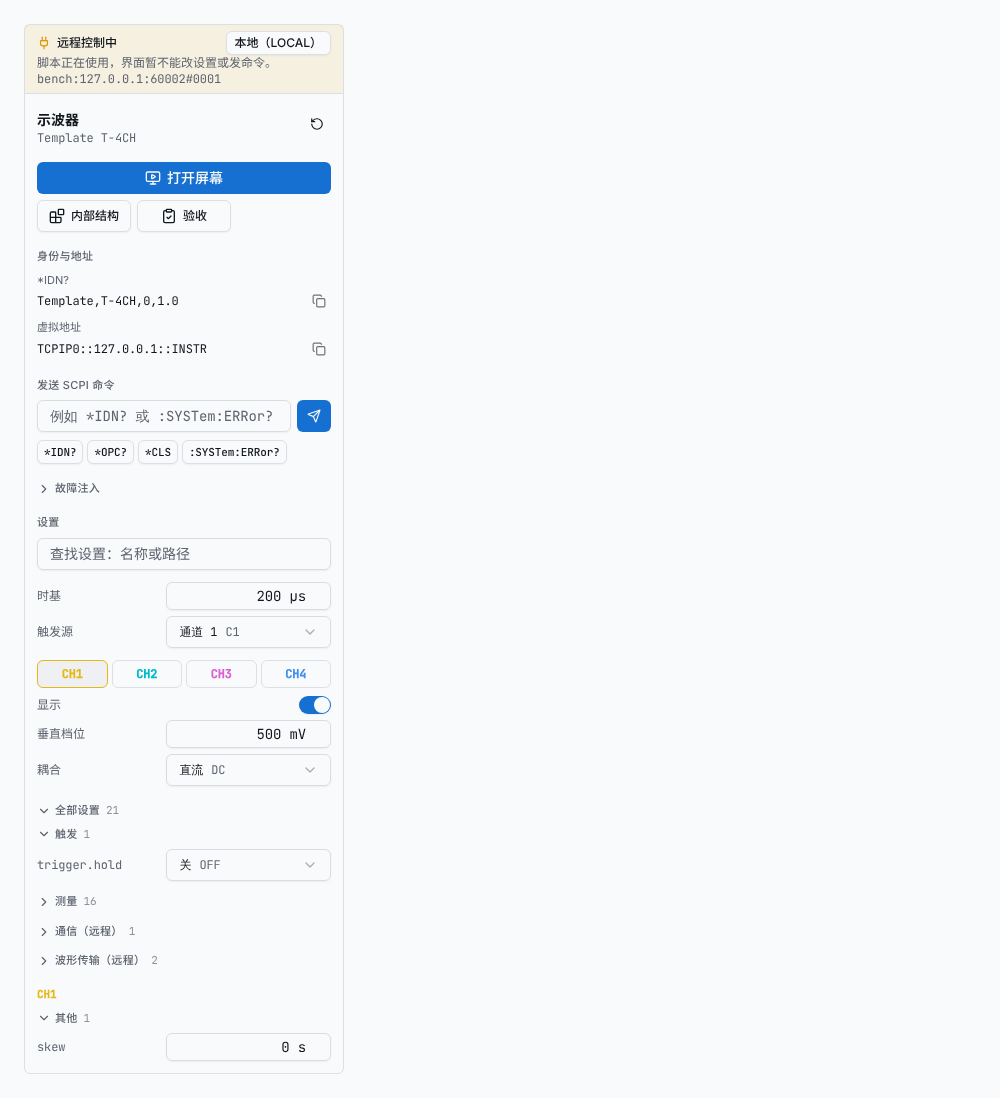 远程控制中
本地（LOCAL）
脚本正在使用，界面暂不能改设置或发命令。
bench:127.0.0.1:60002#0001
示波器
Template T-4CH
打开屏幕
内部结构
验收
身份与地址
*IDN?
Template,T-4CH,0,1.0
虚拟地址
TCPIP0::127.0.0.1::INSTR
发送 SCPI 命令
例如 *IDN? 或 :SYSTem:ERRor?
*IDN? *OPC? *CLS :SYSTem:ERRor?
故障注入
设置
查找设置：名称或路径
时基 200 µs
触发源 通道 1 C1
CH1 CH2 CH3 CH4
显示
垂直档位 500 mV
耦合 直流 DC
全部设置 21
触发 1
trigger.hold 关 OFF
测量 16
通信（远程） 1
波形传输（远程） 2
CH1
其他 1
skew 0 s